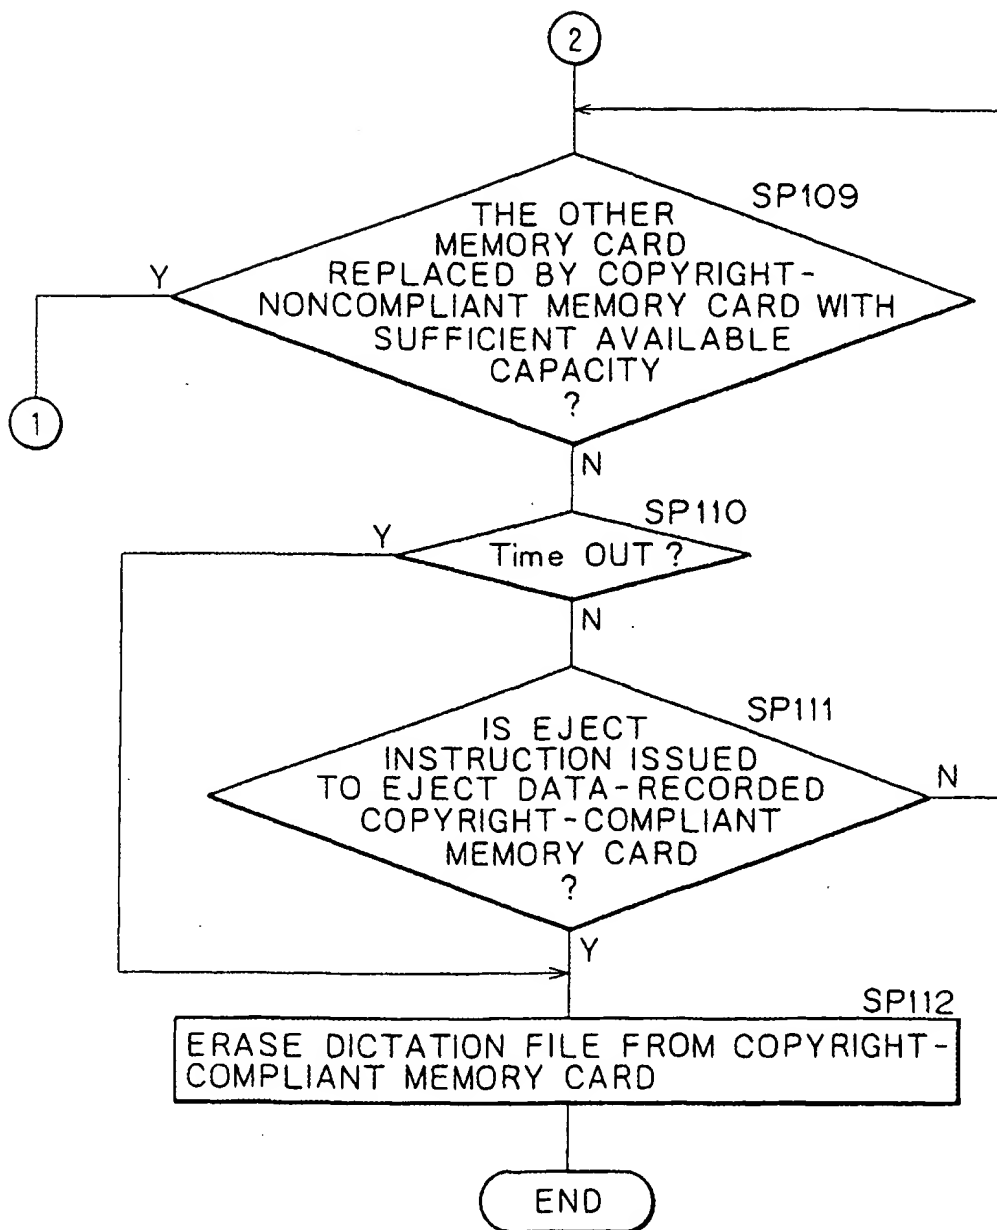 2
SP109
THE OTHER
MEMORY CARD
REPLACED BY COPYRIGHT-
NONCOMPLIANT MEMORY CARD WITH
SUFFICIENT AVAILABLE
CAPACITY
?
Y
1
N
SP110
Y
Time OUT ?
N
SP111
IS EJECT
INSTRUCTION ISSUED
TO EJECT DATA-RECORDED
COPYRIGHT-COMPLIANT
MEMORY CARD
?
N
Y
SP112
ERASE DICTATION FILE FROM COPYRIGHT-
COMPLIANT MEMORY CARD
END